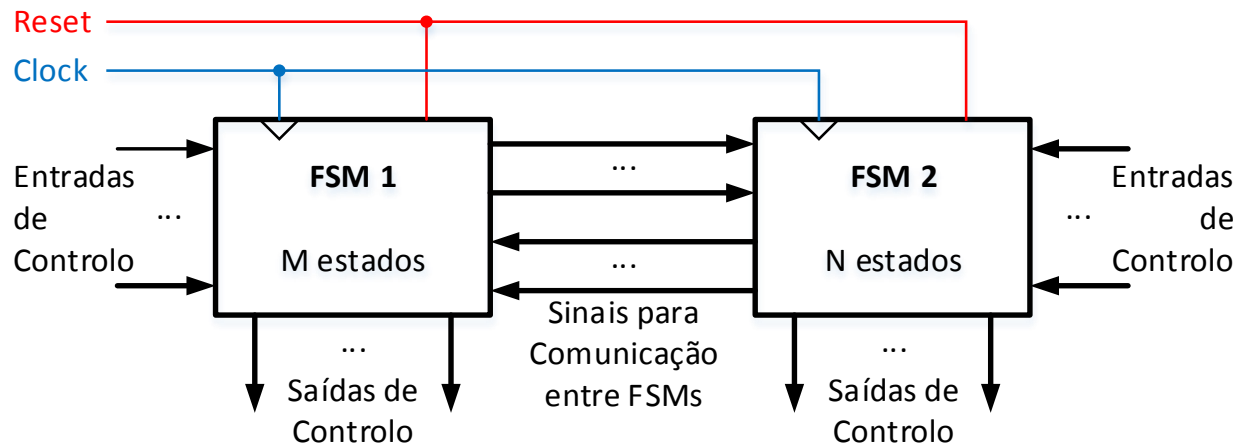 Reset
Clock
Entradas
de
Controlo
...
FSM 1
M estados
...
...
FSM 2
N estados
Entradas
...
de
Controlo
Sinais para
Comunicação
entre FSMs
...
Saídas de
Controlo
...
Saídas de
Controlo